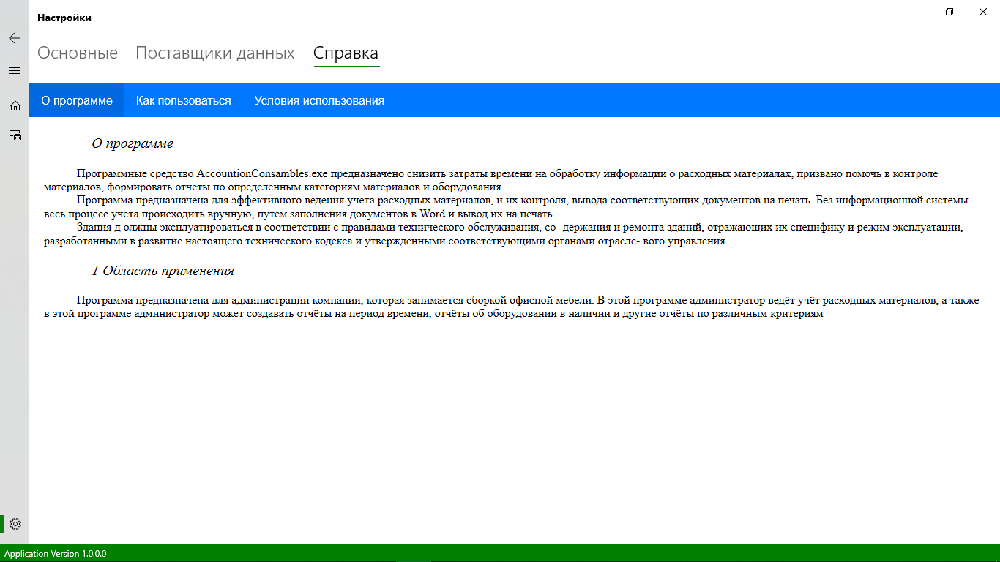 Настройки
Основные Поставщики данных Справка
О программе Как пользоваться Условия использования
О программе
Программные средство AccountionConsambles.exe предназначено снизить затраты времени на обработку информации о расходных материалах, призвано помочь в контроле
материалов, формировать отчеты по определённым категориям материалов и оборудования.
Программа предназначена для эффективного ведения учета расходных материалов, и их контроля, вывода соответствующих документов на печать. Без информационной системы
весь процесс учета происходить вручную, путем заполнения документов в Word и вывод их на печать.
Здания д олжны эксплуатироваться в соответствии с правилами технического обслуживания, со- держания и ремонта зданий, отражающих их специфику и режим эксплуатации,
разработанными в развитие настоящего технического кодекса и утвержденными соответствующими органами отрасле- вого управления.
1 Область применения
Программа предназначена для администрации компании, которая занимается сборкой офисной мебели. В этой программе администратор ведёт учёт расходных материалов, а также
в этой программе администратор может создавать отчёты на период времени, отчёты об оборудовании в наличии и другие отчёты по различным критериям
Application Version 1.0.0.0